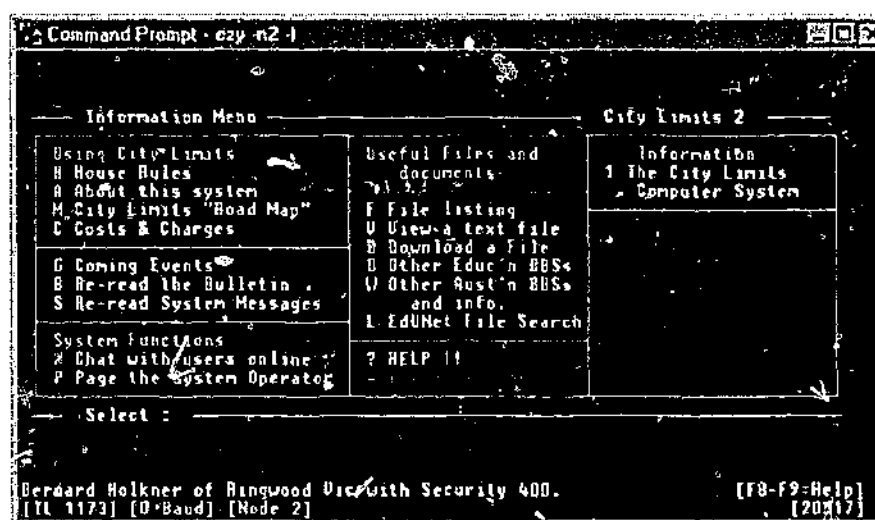 Command Prompt - ezy -n2 -l
Information Menu
City Limits 2
Using City Limits
H House Rules
A About this system
M City Limits "Road Map"
C Costs & Charges
G Coming Events
B Re-read the Bulletin
S Re-read System Messages
System Functions
Chat with users online
P Page the System Operator
Useful Files and
documents
F File listing
V View a text file
D Download a File
O Other Educ'n BBSs
W Other Aust'n BBSs
and info.
L EdUNet File Search
? HELP !!
Information
1 The City Limits
Computer System
Select :
Bernard Holkner of Ringwood Vic with Security 400.
[F8-F9=Help]
[TL 1173] [0 Baud] [Node 2]